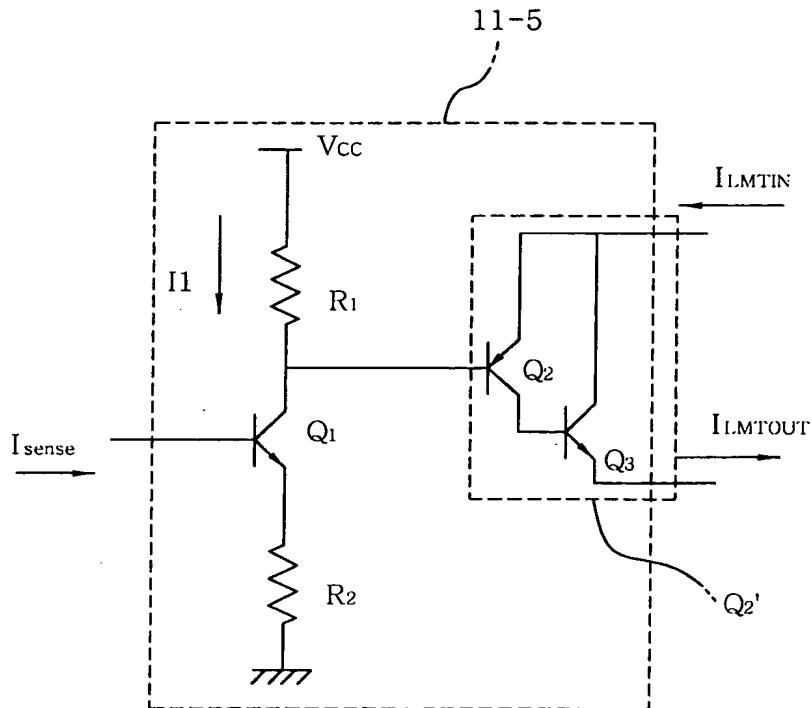 11-5
VCC
ILMTIN
I1
R1
Q2
Q1
Isense
ILMTOUT
Q3
R2
Q2'